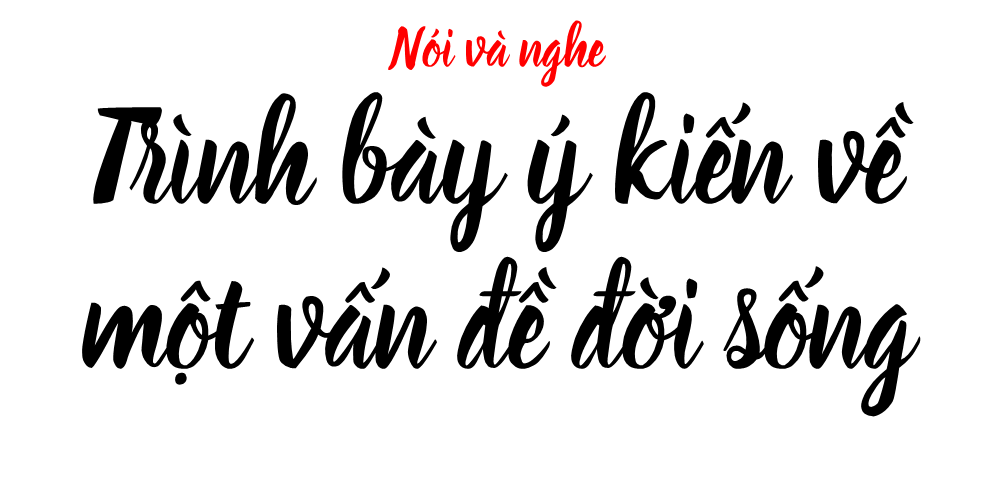 Nói và nghe
Trình bày ý kiến về
một vấn đề đời sống